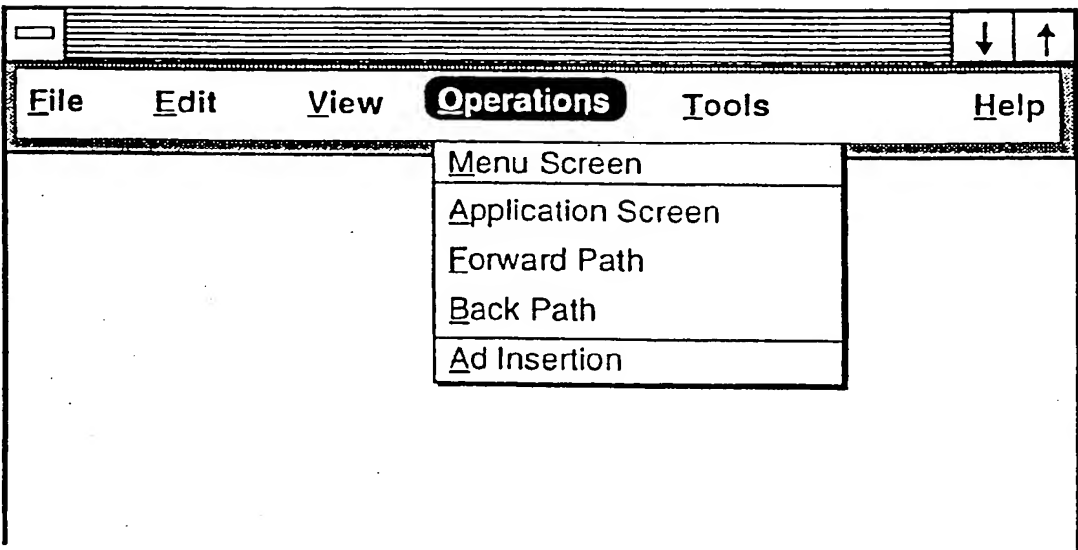 File Edit View Operations Tools Help
Menu Screen
Application Screen
Forward Path
Back Path
Ad Insertion